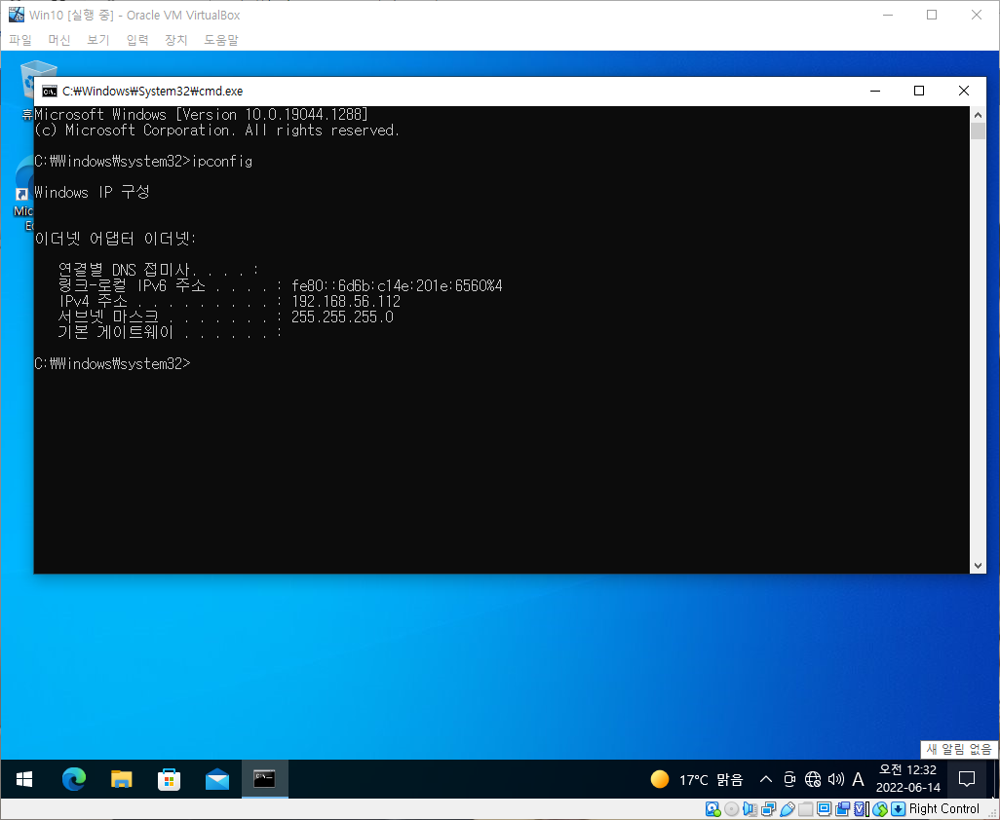 Win10 [실행 중] - Oracle VM VirtualBox
파일 머신 보기 입력 장치 도움말
C:₩Windows₩System32₩cmd.exe
Microsoft Windows [Version 10.0.19044.1288]
(c) Microsoft Corporation. All rights reserved.
C:₩Windows₩system32>ipconfig
Windows IP 구성
이더넷 어댑터 이더넷:
연결별 DNS 접미사. . . . :
링크-로컬 IPv6 주소 . . . . : fe80::6d6b:c14e:201e:6560%4
IPv4 주소 . . . . . . . . . : 192.168.56.112
서브넷 마스크 . . . . . . . : 255.255.255.0
기본 게이트웨이 . . . . . . :
C:₩Windows₩system32>
휴
Mic
E
새 알림 없음
17°C 맑음
A
오전 12:32
2022-06-14
Right Control